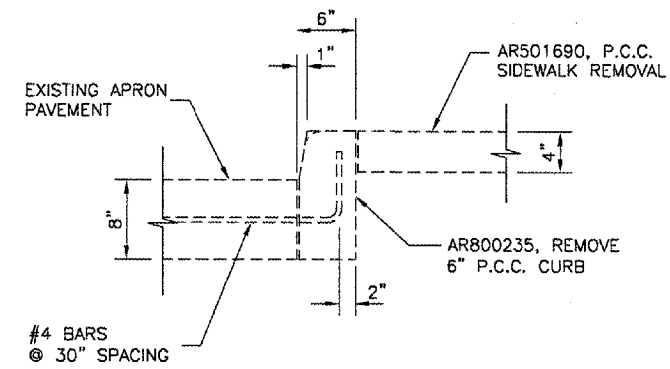 6"
1"
AR501690, P.C.C.
SIDEWALK REMOVAL
EXISTING APRON
PAVEMENT
4"
8"
AR800235, REMOVE
6" P.C.C. CURB
2"
#4 BARS
@ 30" SPACING